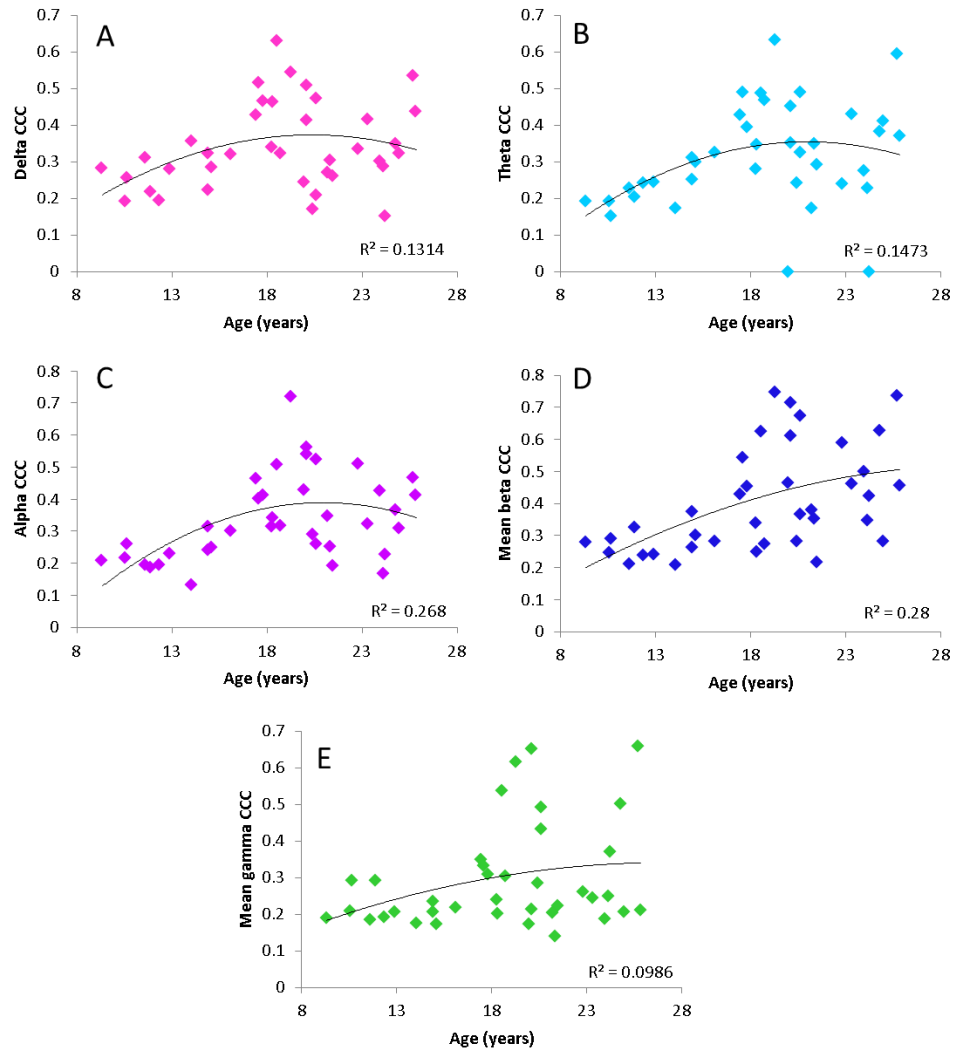 A
Delta CCC
0.7
0.6
0.5
0.4
0.3
0.2
0.1
0
R² = 0.1314
8 13 18 23 28
Age (years)
B
Theta CCC
0.7
0.6
0.5
0.4
0.3
0.2
0.1
0
R² = 0.1473
8 13 18 23 28
Age (years)
C
Alpha CCC
0.8
0.7
0.6
0.5
0.4
0.3
0.2
0.1
0
R² = 0.268
8 13 18 23 28
Age (years)
D
Mean beta CCC
0.8
0.7
0.6
0.5
0.4
0.3
0.2
0.1
0
R² = 0.28
8 13 18 23 28
Age (years)
E
Mean gamma CCC
0.7
0.6
0.5
0.4
0.3
0.2
0.1
0
R² = 0.0986
8 13 18 23 28
Age (years)